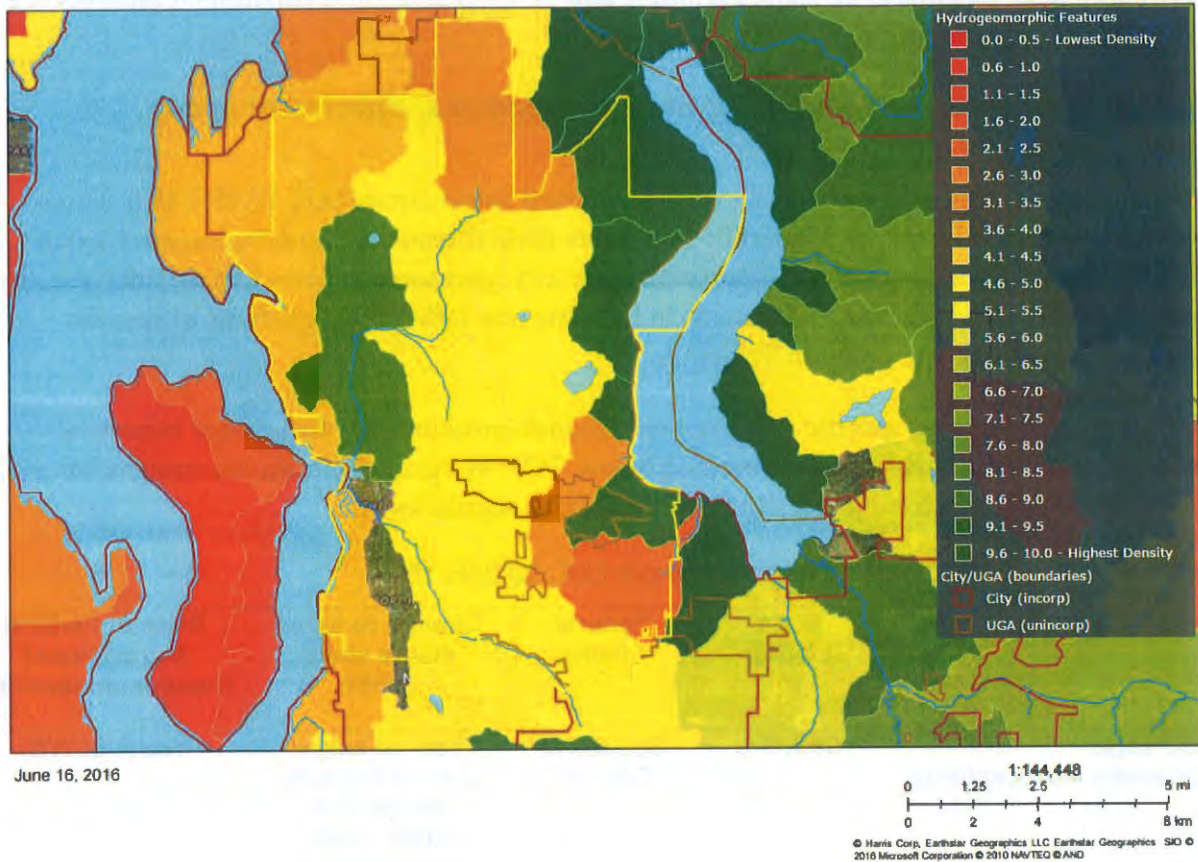 Hydrogeomorphic Features
0.0 - 0.5 - Lowest Density
0.6 - 1.0
1.1 - 1.5
1.6 - 2.0
2.1 - 2.5
2.6 - 3.0
3.1 - 3.5
3.6 - 4.0
4.1 - 4.5
4.6 - 5.0
5.1 - 5.5
5.6 - 6.0
6.1 - 6.5
6.6 - 7.0
7.1 - 7.5
7.6 - 8.0
8.1 - 8.5
8.6 - 9.0
9.1 - 9.5
9.6 - 10.0 - Highest Density
City/UGA (boundaries)
City (incorp)
UGA (unincorp)
June 16, 2016
1:144,448
0 1.25 2.5 5 mi
0 2 4 8 km
© Harris Corp, Earthstar Geographics LLC Earthstar Geographics SIO ©
2016 Microsoft Corporation © 2010 NAVTEQ © AND